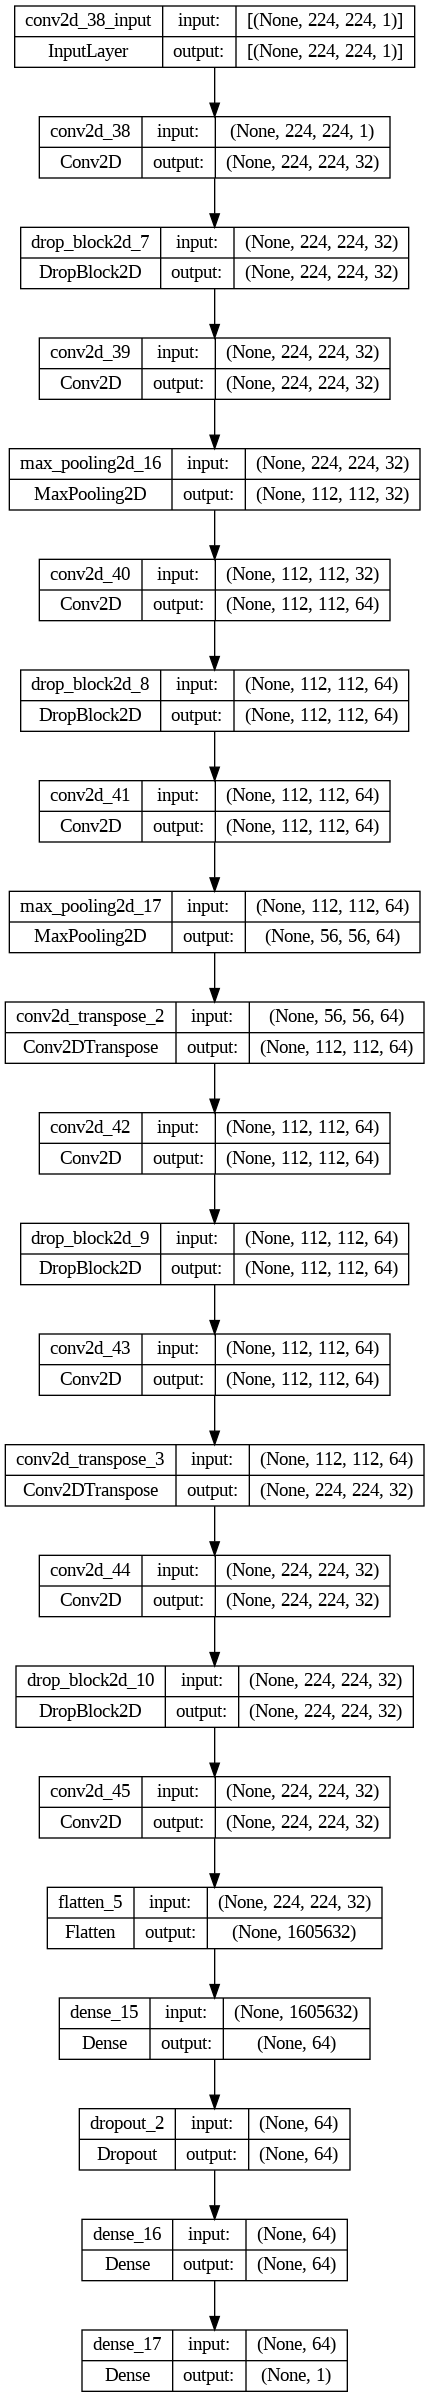 conv2d_38_input input: [(None, 224, 224, 1)]
InputLayer output: [(None, 224, 224, 1)]
conv2d_38 input: (None, 224, 224, 1)
Conv2D output: (None, 224, 224, 32)
drop_block2d_7 input: (None, 224, 224, 32)
DropBlock2D output: (None, 224, 224, 32)
conv2d_39 input: (None, 224, 224, 32)
Conv2D output: (None, 224, 224, 32)
max_pooling2d_16 input: (None, 224, 224, 32)
MaxPooling2D output: (None, 112, 112, 32)
conv2d_40 input: (None, 112, 112, 32)
Conv2D output: (None, 112, 112, 64)
drop_block2d_8 input: (None, 112, 112, 64)
DropBlock2D output: (None, 112, 112, 64)
conv2d_41 input: (None, 112, 112, 64)
Conv2D output: (None, 112, 112, 64)
max_pooling2d_17 input: (None, 112, 112, 64)
MaxPooling2D output: (None, 56, 56, 64)
conv2d_transpose_2 input: (None, 56, 56, 64)
Conv2DTranspose output: (None, 112, 112, 64)
conv2d_42 input: (None, 112, 112, 64)
Conv2D output: (None, 112, 112, 64)
drop_block2d_9 input: (None, 112, 112, 64)
DropBlock2D output: (None, 112, 112, 64)
conv2d_43 input: (None, 112, 112, 64)
Conv2D output: (None, 112, 112, 64)
conv2d_transpose_3 input: (None, 112, 112, 64)
Conv2DTranspose output: (None, 224, 224, 32)
conv2d_44 input: (None, 224, 224, 32)
Conv2D output: (None, 224, 224, 32)
drop_block2d_10 input: (None, 224, 224, 32)
DropBlock2D output: (None, 224, 224, 32)
conv2d_45 input: (None, 224, 224, 32)
Conv2D output: (None, 224, 224, 32)
flatten_5 input: (None, 224, 224, 32)
Flatten output: (None, 1605632)
dense_15 input: (None, 1605632)
Dense output: (None, 64)
dropout_2 input: (None, 64)
Dropout output: (None, 64)
dense_16 input: (None, 64)
Dense output: (None, 64)
dense_17 input: (None, 64)
Dense output: (None, 1)